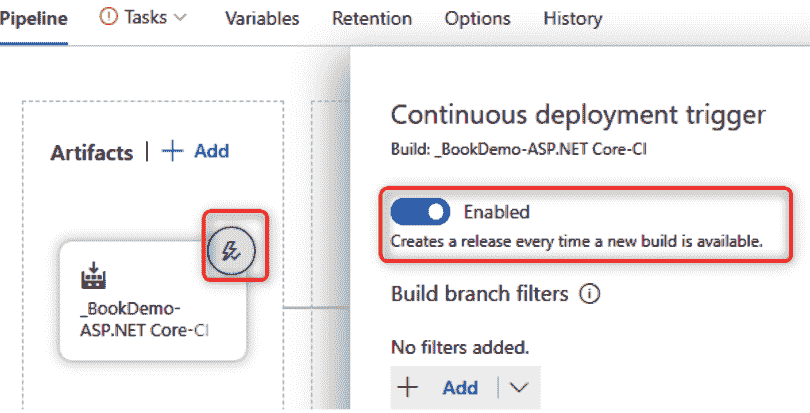 Pipeline Tasks Variables Retention Options History
Artifacts | + Add
_BookDemo-
ASP.NET Core-CI
Continuous deployment trigger
Build: _BookDemo-ASP.NET Core-CI
Enabled
Creates a release every time a new build is available.
Build branch filters
No filters added.
+ Add